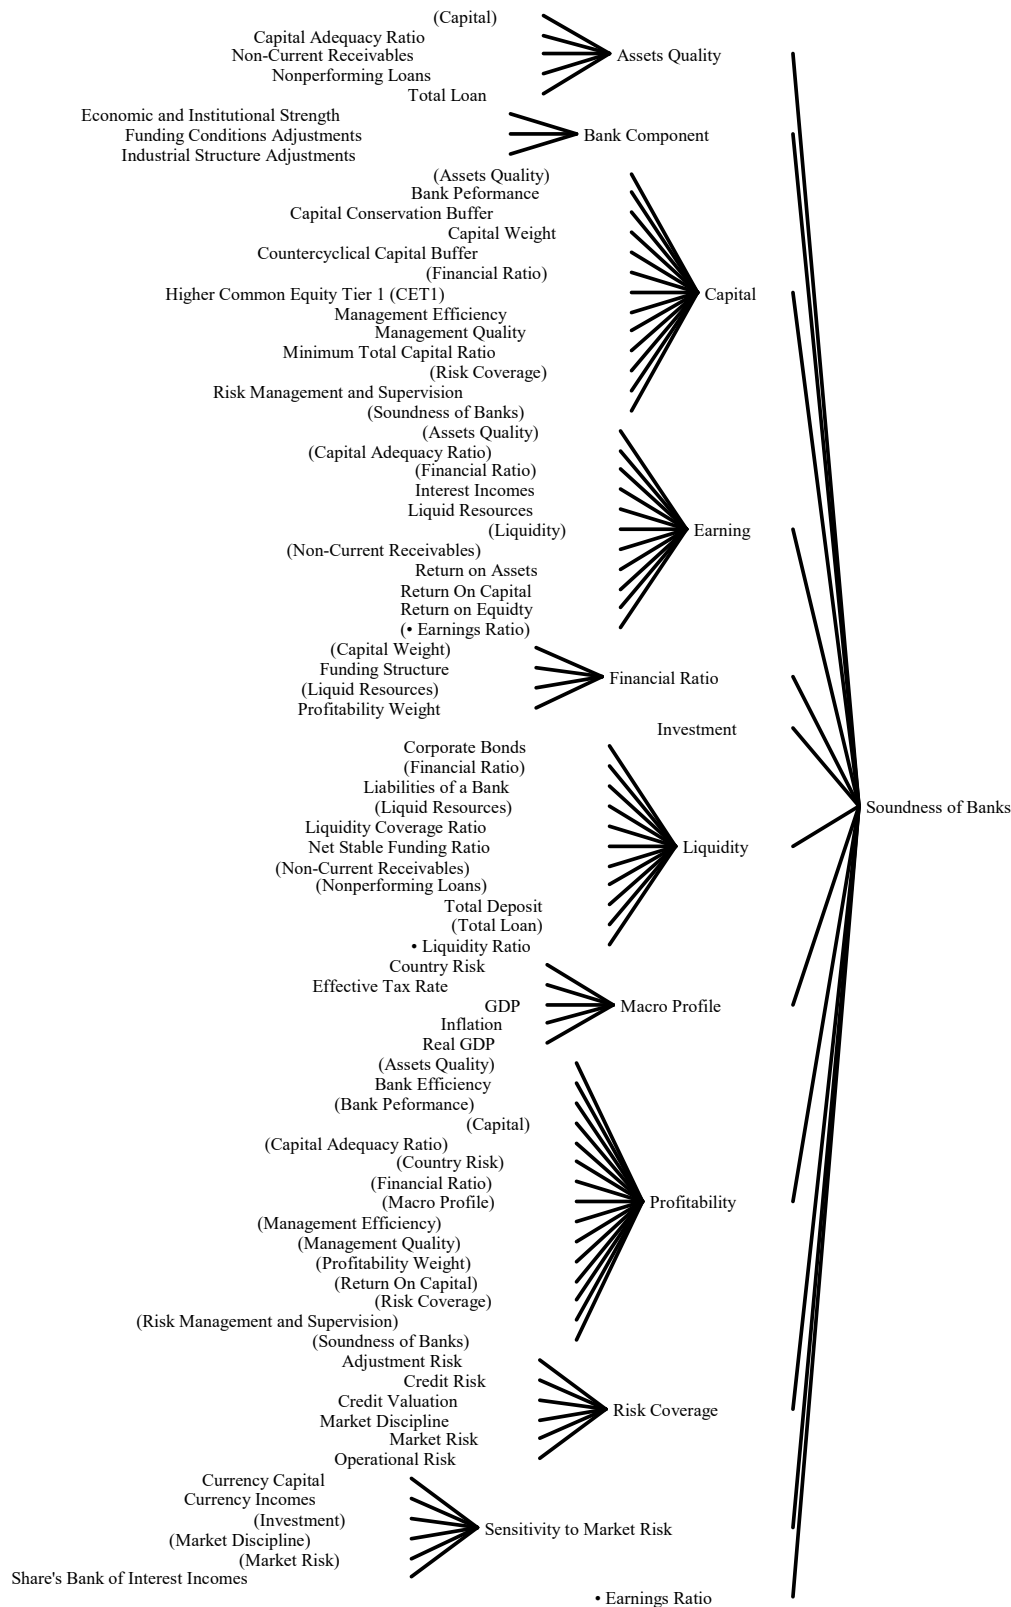 (Capital)
Capital Adequacy Ratio
Non-Current Receivables
Nonperforming Loans
Total Loan
Assets Quality
Economic and Institutional Strength
Funding Conditions Adjustments
Industrial Structure Adjustments
Bank Component
(Assets Quality)
Bank Peformance
Capital Conservation Buffer
Capital Weight
Countercyclical Capital Buffer
(Financial Ratio)
Higher Common Equity Tier 1 (CET1)
Management Efficiency
Management Quality
Minimum Total Capital Ratio
(Risk Coverage)
Risk Management and Supervision
(Soundness of Banks)
Capital
(Assets Quality)
(Capital Adequacy Ratio)
(Financial Ratio)
Interest Incomes
Liquid Resources
(Liquidity)
(Non-Current Receivables)
Return on Assets
Return On Capital
Return on Equidty
(• Earnings Ratio)
Earning
(Capital Weight)
Funding Structure
(Liquid Resources)
Profitability Weight
Financial Ratio
Investment
Corporate Bonds
(Financial Ratio)
Liabilities of a Bank
(Liquid Resources)
Liquidity Coverage Ratio
Net Stable Funding Ratio
(Non-Current Receivables)
(Nonperforming Loans)
Total Deposit
(Total Loan)
• Liquidity Ratio
Liquidity
Soundness of Banks
Country Risk
Effective Tax Rate
GDP
Inflation
Real GDP
Macro Profile
(Assets Quality)
Bank Efficiency
(Bank Peformance)
(Capital)
(Capital Adequacy Ratio)
(Country Risk)
(Financial Ratio)
(Macro Profile)
(Management Efficiency)
(Management Quality)
(Profitability Weight)
(Return On Capital)
(Risk Coverage)
(Risk Management and Supervision)
(Soundness of Banks)
Profitability
Adjustment Risk
Credit Risk
Credit Valuation
Market Discipline
Market Risk
Operational Risk
Risk Coverage
Currency Capital
Currency Incomes
(Investment)
(Market Discipline)
(Market Risk)
Share's Bank of Interest Incomes
Sensitivity to Market Risk
• Earnings Ratio